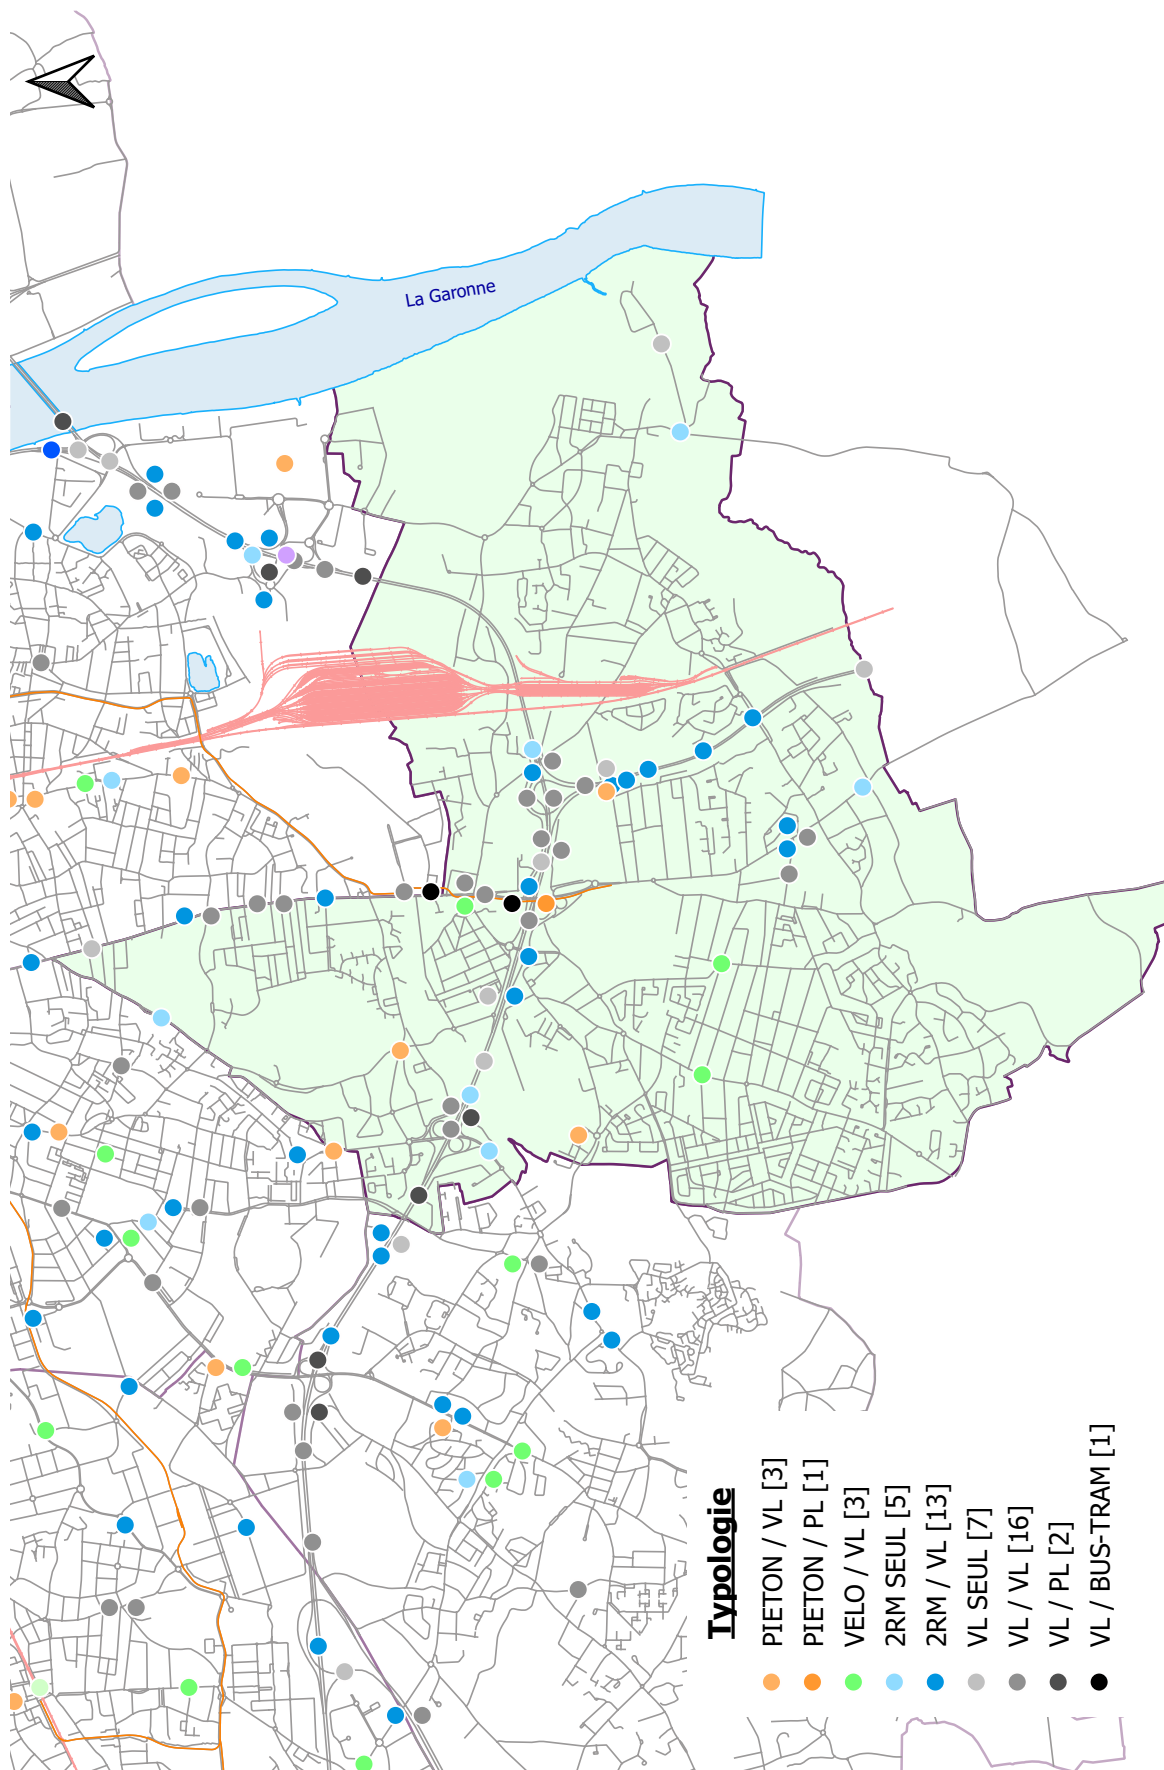 La Garonne
Typologie
PIETON / VL [3]
PIETON / PL [1]
VELO / VL [3]
2RM SEUL [5]
2RM / VL [13]
VL SEUL [7]
VL / VL [16]
VL / PL [2]
VL / BUS-TRAM [1]